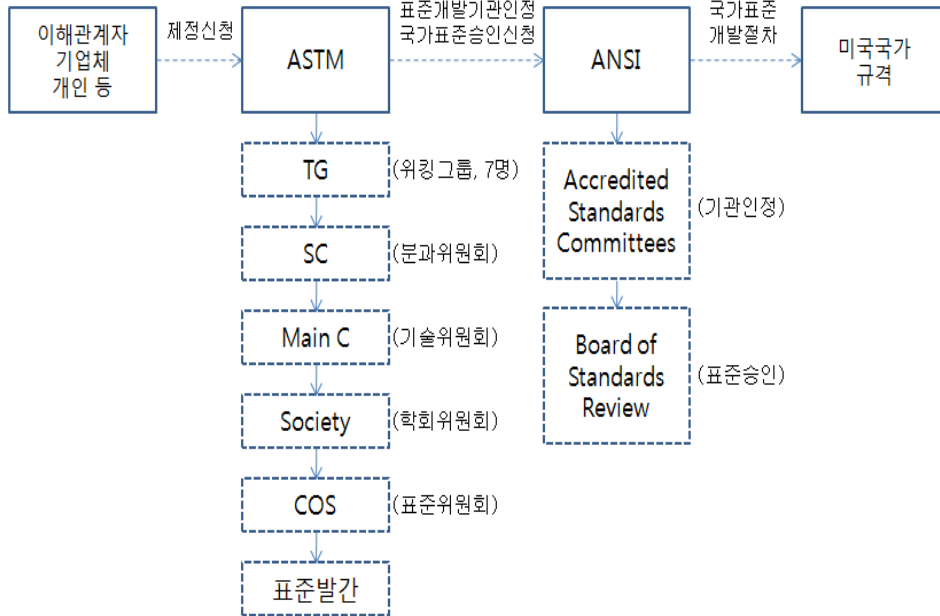 이해관계자
기업체
개인 등
제정신청
ASTM
표준개발기관인정
국가표준승인신청
ANSI
국가표준
개발절차
미국국가
규격
TG
(위킹그룹, 7명)
SC
(분과위원회)
Main C
(기술위원회)
Society
(학회위원회)
COS
(표준위원회)
표준발간
Accredited
Standards
Committees
(기관인정)
Board of
Standards
Review
(표준승인)